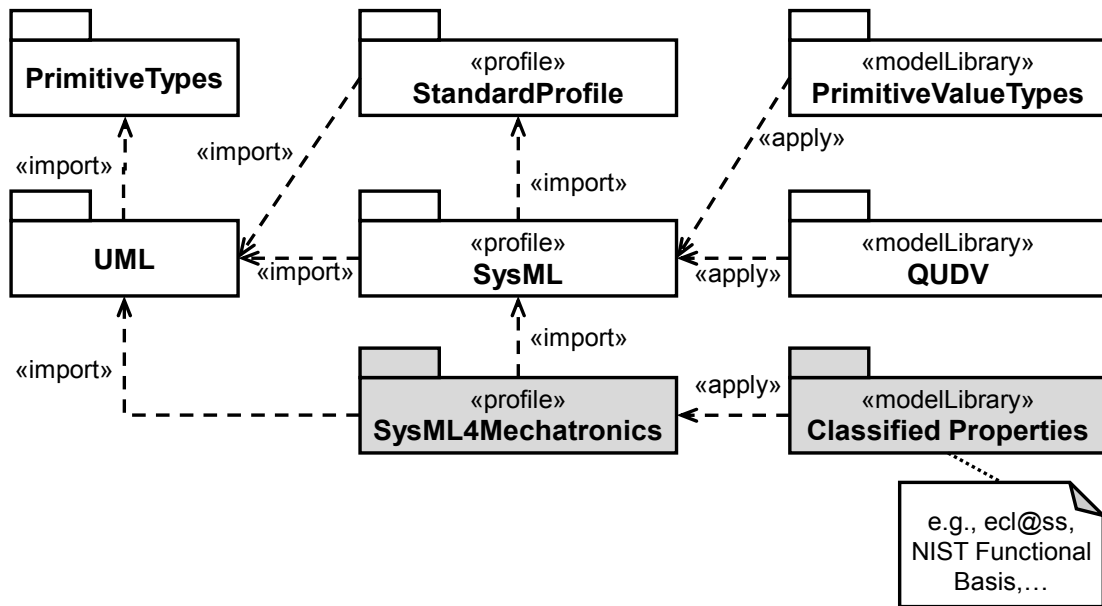 PrimitiveTypes
«profile»
StandardProfile
«modelLibrary»
PrimitiveValueTypes
«import»
«import»
«import»
«apply»
UML
«import»
«profile»
SysML
«apply»
«modelLibrary»
QUDV
«import»
«import»
«profile»
SysML4Mechatronics
«apply»
«modelLibrary»
Classified Properties
e.g., ecl@ss,
NIST Functional
Basis,…